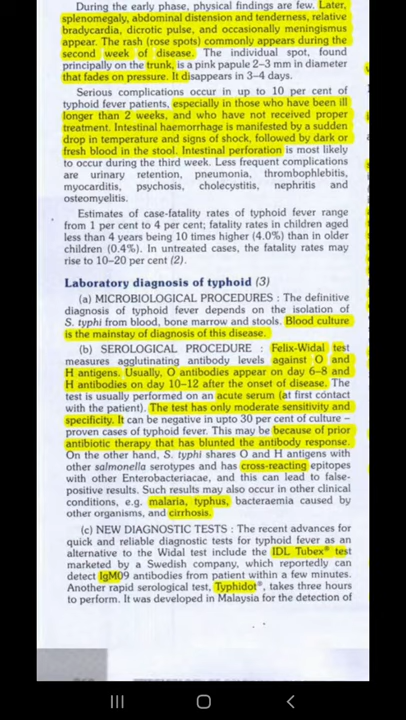 During the early phase, physical findings are few. Later,
splenomegaly, abdominal distension and tenderness, relative
bradycardia, dicrotic pulse, and occasionally meningismus
appear. The rash (rose spots) commonly appears during the
second week of disease. The individual spot, found
principally on the trunk, is a pink papule 2–3 mm in diameter
that fades on pressure. It disappears in 3–4 days.
Serious complications occur in up to 10 per cent of
typhoid fever patients, especially in those who have been ill
longer than 2 weeks, and who have not received proper
treatment. Intestinal haemorrhage is manifested by a sudden
drop in temperature and signs of shock, followed by dark or
fresh blood in the stool. Intestinal perforation is most likely
to occur during the third week. Less frequent complications
are urinary retention, pneumonia, thrombophlebitis,
myocarditis, psychosis, cholecystitis, nephritis and
osteomyelitis.
Estimates of case-fatality rates of typhoid fever range
from 1 per cent to 4 per cent; fatality rates in children aged
less than 4 years being 10 times higher (4.0%) than in older
children (0.4%). In untreated cases, the fatality rates may
rise to 10–20 per cent (2).
Laboratory diagnosis of typhoid (3)
(a) MICROBIOLOGICAL PROCEDURES : The definitive
diagnosis of typhoid fever depends on the isolation of
S. typhi from blood, bone marrow and stools. Blood culture
is the mainstay of diagnosis of this disease.
(b) SEROLOGICAL PROCEDURE : Felix-Widal test
measures agglutinating antibody levels against O and
H antigens. Usually, O antibodies appear on day 6–8 and
H antibodies on day 10–12 after the onset of disease. The
test is usually performed on an acute serum (at first contact
with the patient). The test has only moderate sensitivity and
specificity. It can be negative in upto 30 per cent of culture –
proven cases of typhoid fever. This may be because of prior
antibiotic therapy that has blunted the antibody response.
On the other hand, S. typhi shares O and H antigens with
other salmonella serotypes and has cross-reacting epitopes
with other Enterobacteriacae, and this can lead to false-
positive results. Such results may also occur in other clinical
conditions, e.g. malaria, typhus, bacteraemia caused by
other organisms, and cirrhosis.
(c) NEW DIAGNOSTIC TESTS : The recent advances for
quick and reliable diagnostic tests for typhoid fever as an
alternative to the Widal test include the IDL Tubex® test
marketed by a Swedish company, which reportedly can
detect IgM09 antibodies from patient within a few minutes.
Another rapid serological test, Typhidot®, takes three hours
to perform. It was developed in Malaysia for the detection of